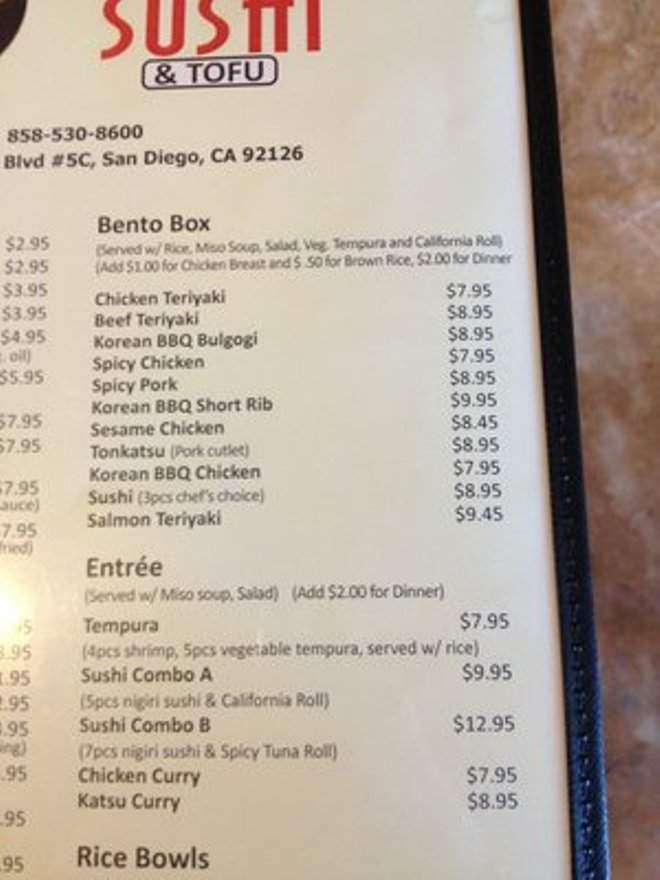 SUSHI
& TOFU
858-530-8600
Blvd #5C, San Diego, CA 92126
$2.95
$2.95
$3.95
$3.95
$4.95
oil)
$5.95
$7.95
$7.95
$7.95
$7.95
Bento Box
(Served w/ Rice, Miso Soup, Salad, Veg. Tempura and California Roll)
(Add $1.00 for Chicken Breast and $ .50 for Brown Rice, $2.00 for Dinner
Chicken Teriyaki $7.95
Beef Teriyaki $8.95
Korean BBQ Bulgogi $8.95
Spicy Chicken $7.95
Spicy Pork $8.95
Korean BBQ Short Rib $9.95
Sesame Chicken $8.45
Tonkatsu (Pork cutlet) $8.95
Korean BBQ Chicken $7.95
Sushi (3pcs chef's choice) $8.95
Salmon Teriyaki $9.45
Entrée
(Served w/ Miso soup, Salad) (Add $2.00 for Dinner)
Tempura $7.95
(4pcs shrimp, 5pcs vegetable tempura, served w/ rice)
Sushi Combo A $9.95
(5pcs nigiri sushi & California Roll)
Sushi Combo B $12.95
(7pcs nigiri sushi & Spicy Tuna Roll)
Chicken Curry $7.95
Katsu Curry $8.95
Rice Bowls